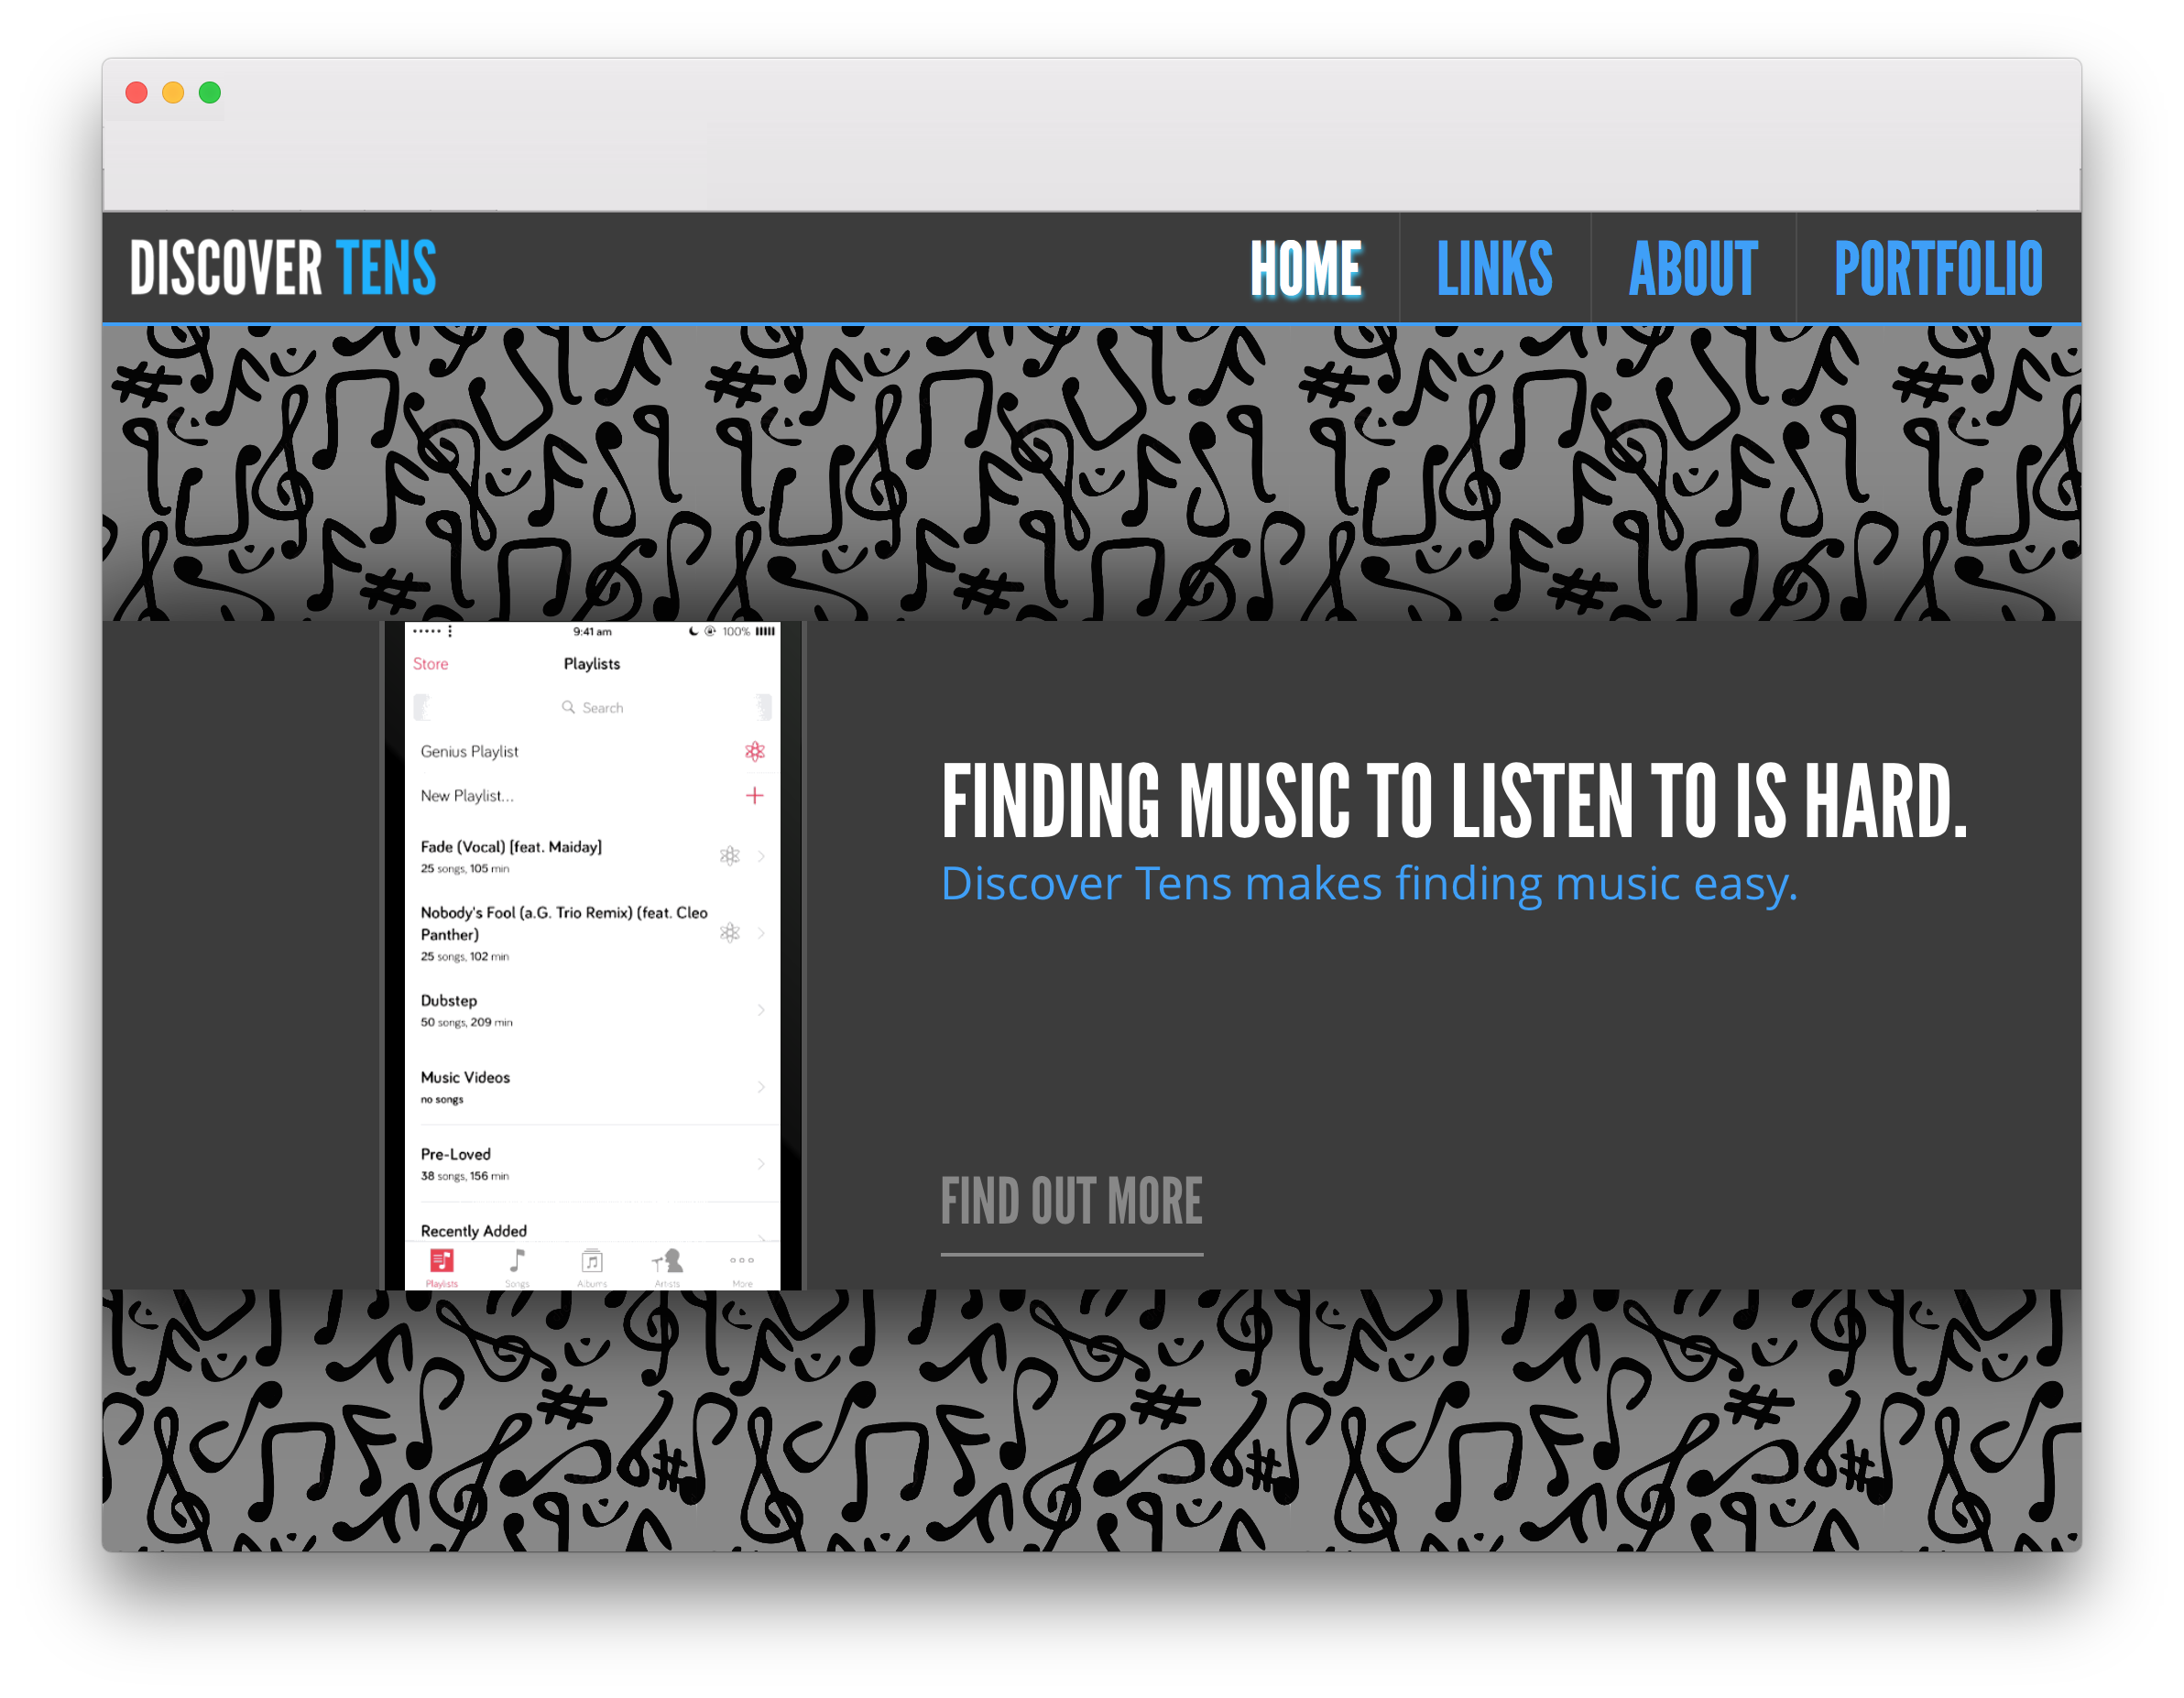 DISCOVER TENS
HOME
LINKS
ABOUT
PORTFOLIO
9:41 am
100%
Store
Playlists
Search
Genius Playlist
New Playlist...
Fade (Vocal) [feat. Maiday]
25 songs, 105 min
Nobody's Fool (a.G. Trio Remix) (feat. Cleo
Panther)
25 songs, 102 min
Dubstep
50 songs, 209 min
Music Videos
no songs
Pre-Loved
38 songs, 156 min
Recently Added
Playlists
Songs
Albums
Artists
More
FINDING MUSIC TO LISTEN TO IS HARD.
Discover Tens makes finding music easy.
FIND OUT MORE